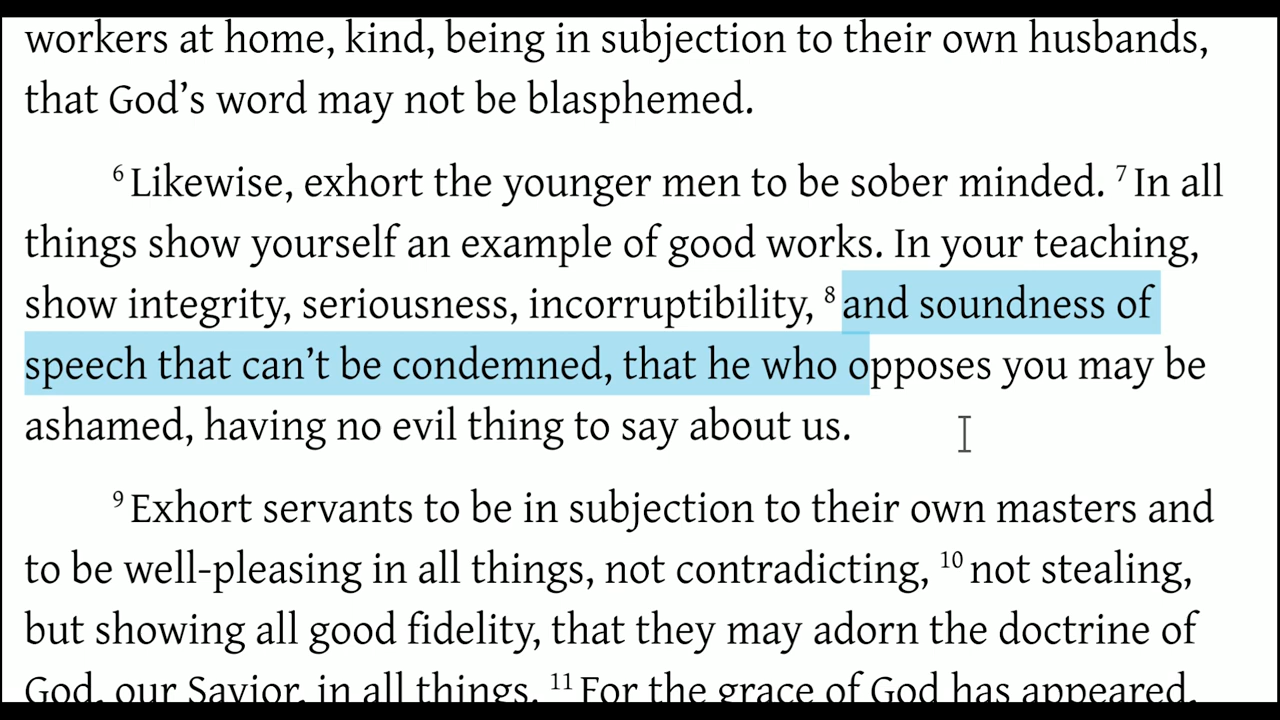 workers at home, kind, being in subjection to their own husbands,
that God’s word may not be blasphemed.
6 Likewise, exhort the younger men to be sober minded. 7 In all
things show yourself an example of good works. In your teaching,
show integrity, seriousness, incorruptibility, 8 and soundness of
speech that can’t be condemned, that he who opposes you may be
ashamed, having no evil thing to say about us.
9 Exhort servants to be in subjection to their own masters and
to be well-pleasing in all things, not contradicting, 10 not stealing,
but showing all good fidelity, that they may adorn the doctrine of
God, our Savior, in all things. 11 For the grace of God has appeared,